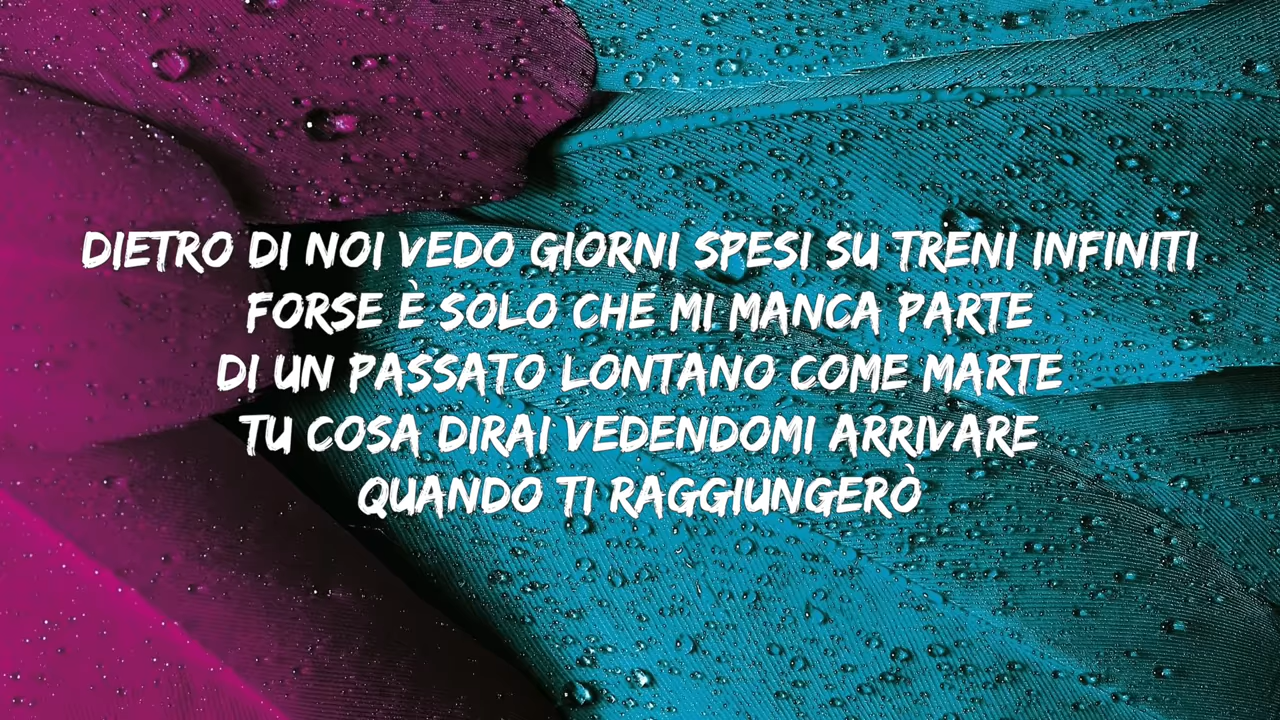 DIETRO DI NOI VEDO GIORNI SPESI SU TRENI INFINITI
FORSE È SOLO CHE MI MANCA PARTE
DI UN PASSATO LONTANO COME MARTE
TU COSA DIRAI VEDENDOMI ARRIVARE
QUANDO TI RAGGIUNGERÒ